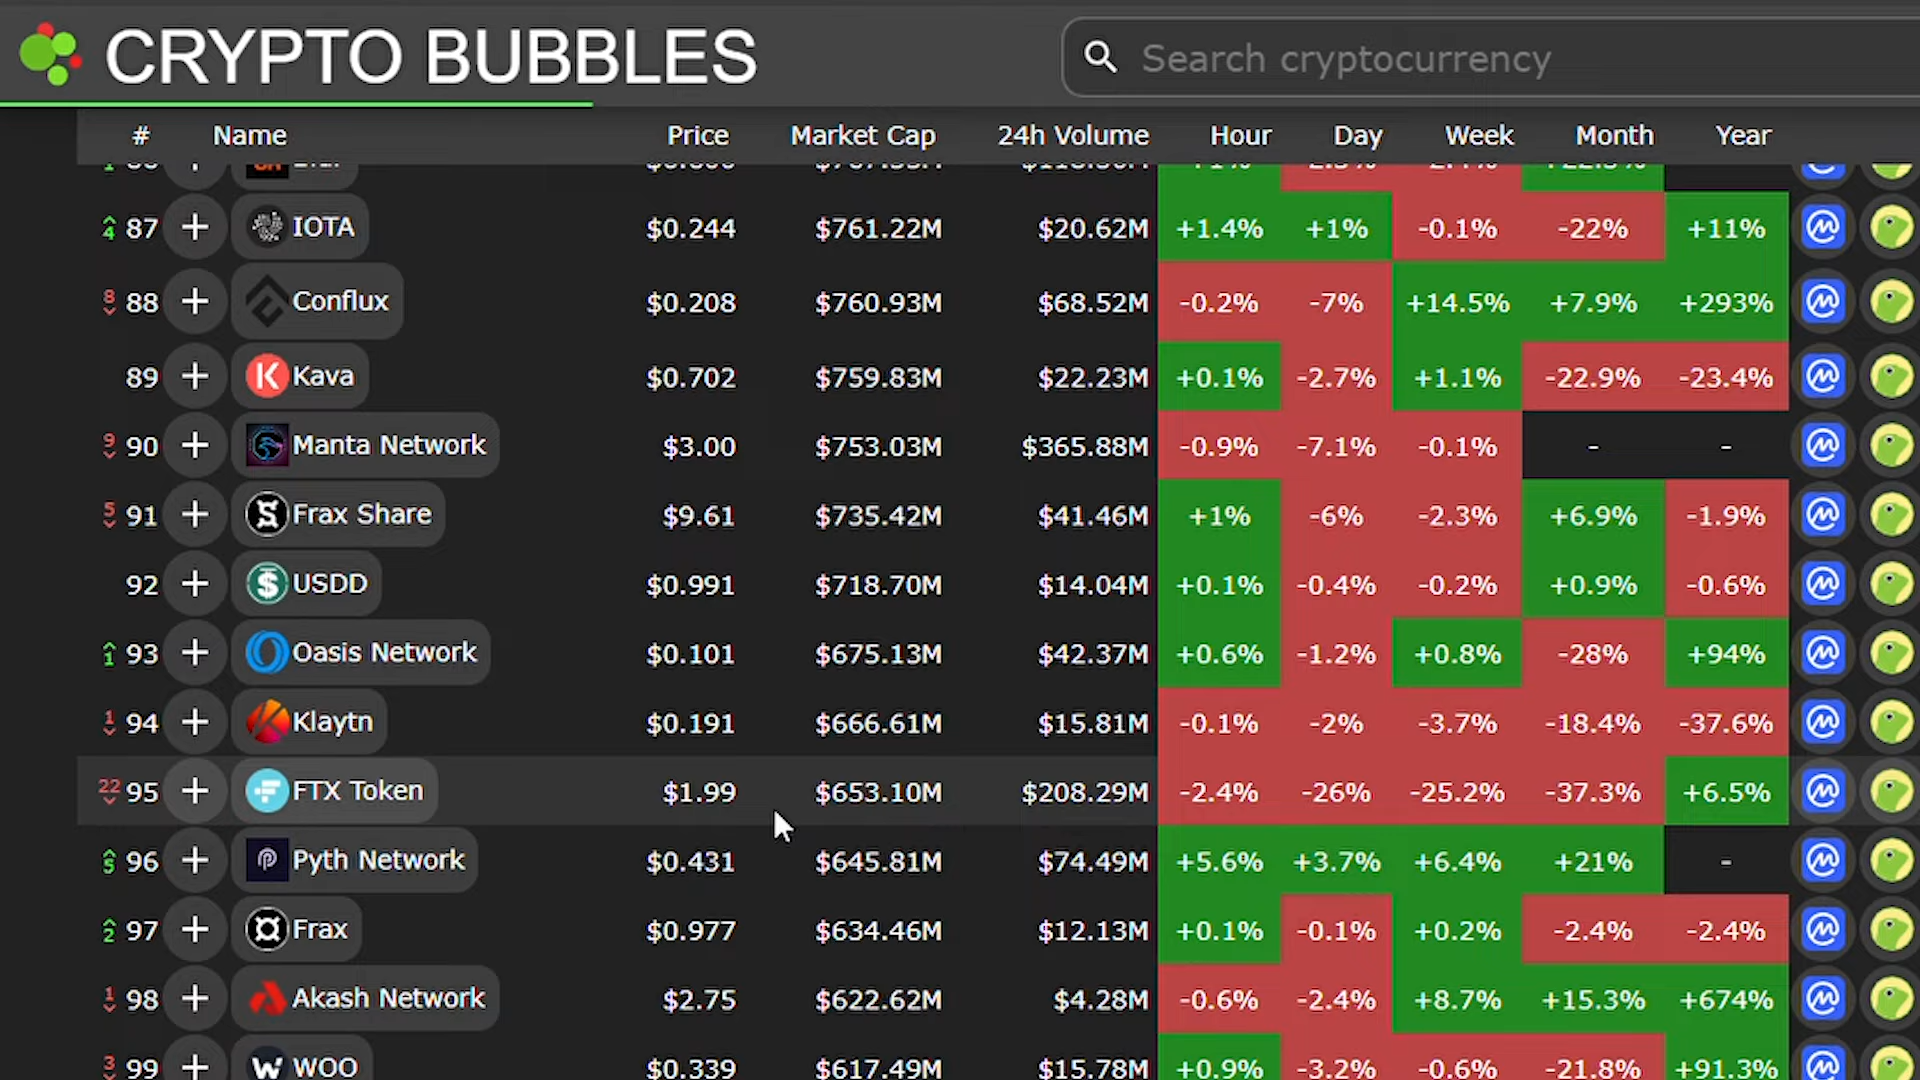 CRYPTO BUBBLES Search cryptocurrency
# Name Price Market Cap 24h Volume Hour Day Week Month Year
4 87 + IOTA $0.244 $761.22M $20.62M +1.4% +1% -0.1% -22% +11%
8 88 + Conflux $0.208 $760.93M $68.52M -0.2% -7% +14.5% +7.9% +293%
89 + Kava $0.702 $759.83M $22.23M +0.1% -2.7% +1.1% -22.9% -23.4%
9 90 + Manta Network $3.00 $753.03M $365.88M -0.9% -7.1% -0.1% - -
5 91 + Frax Share $9.61 $735.42M $41.46M +1% -6% -2.3% +6.9% -1.9%
92 + USDD $0.991 $718.70M $14.04M +0.1% -0.4% -0.2% +0.9% -0.6%
1 93 + Oasis Network $0.101 $675.13M $42.37M +0.6% -1.2% +0.8% -28% +94%
1 94 + Klaytn $0.191 $666.61M $15.81M -0.1% -2% -3.7% -18.4% -37.6%
22 95 + FTX Token $1.99 $653.10M $208.29M -2.4% -26% -25.2% -37.3% +6.5%
5 96 + Pyth Network $0.431 $645.81M $74.49M +5.6% +3.7% +6.4% +21% -
2 97 + Frax $0.977 $634.46M $12.13M +0.1% -0.1% +0.2% -2.4% -2.4%
1 98 + Akash Network $2.75 $622.62M $4.28M -0.6% -2.4% +8.7% +15.3% +674%
3 99 + WOO $0.339 $617.49M $15.78M +0.9% -3.2% -0.6% -21.8% +91.3%